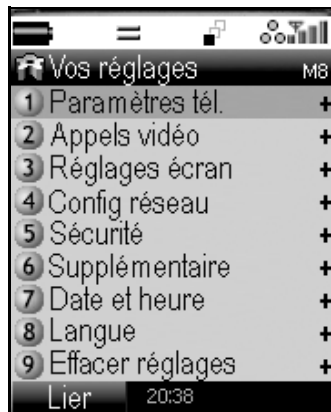 Vos réglages M8
1 Paramètres tél. +
2 Appels vidéo +
3 Réglages écran +
4 Config réseau +
5 Sécurité +
6 Supplémentaire +
7 Date et heure +
8 Langue +
9 Effacer réglages +
Lier 20:38